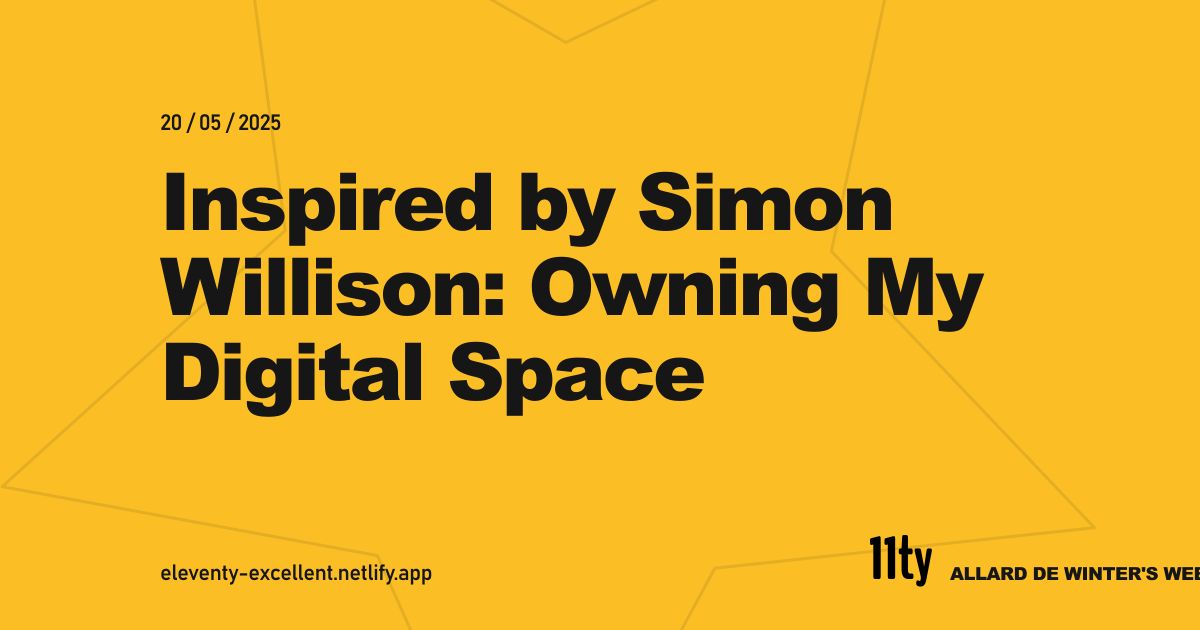 20 / 05 / 2025
Inspired by Simon
Willison: Owning My
Digital Space
eleventy-excellent.netlify.app
11ty
ALLARD DE WINTER'S